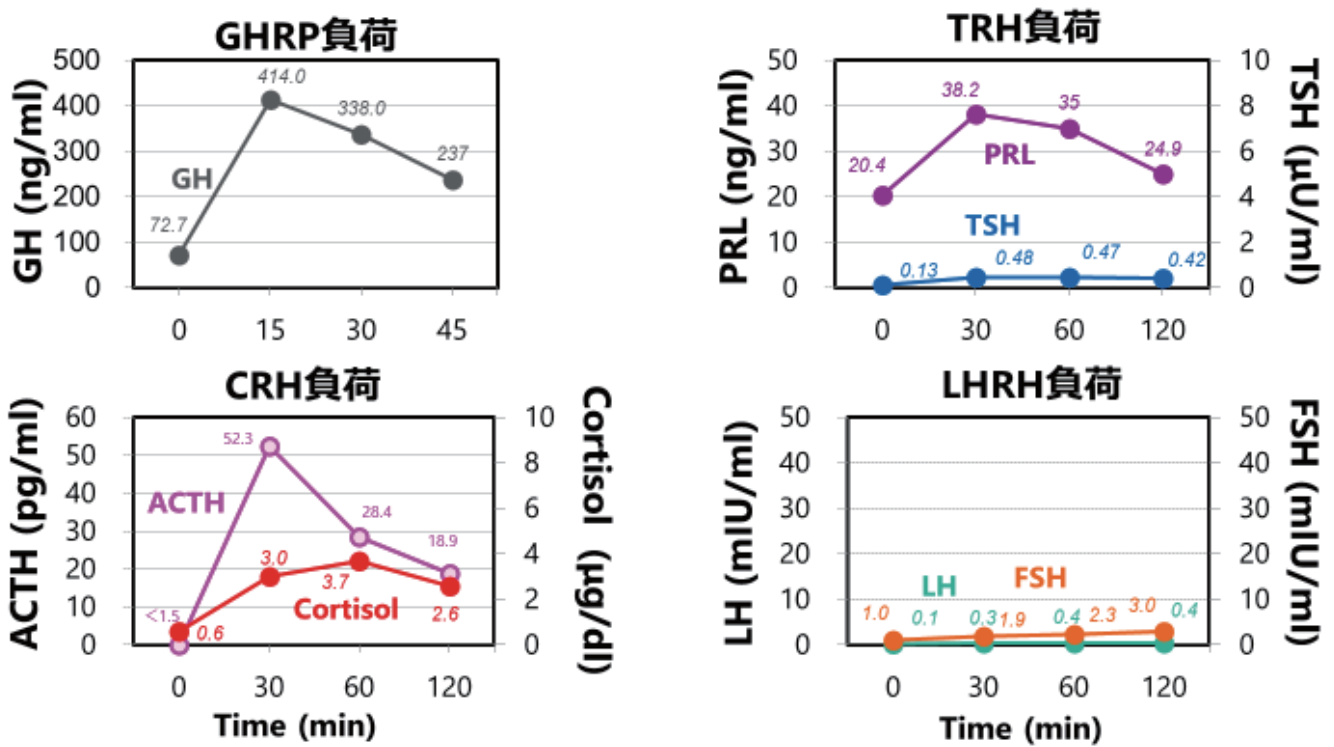 GHRP負荷
GH (ng/ml)
500
400
300
200
100
0
414.0
338.0
237
GH
72.7
0 15 30 45
TRH負荷
PRL (ng/ml)
50
40
30
20
10
0
38.2
35
20.4
PRL
24.9
TSH
0.13
0.48
0.47
0.42
10
8
6
4
2
0
TSH (μU/ml)
0 30 60 120
CRH負荷
ACTH (pg/ml)
60
50
40
30
20
10
0
52.3
ACTH
28.4
18.9
<1.5
0.6
3.0
3.7
Cortisol
2.6
10
8
6
4
2
0
Cortisol (μg/dl)
0 30 60 120
Time (min)
LHRH負荷
LH (mIU/ml)
50
40
30
20
10
0
LH
FSH
1.0 0.1 0.3 1.9 0.4 2.3 3.0 0.4
50
40
30
20
10
0
FSH (mIU/ml)
0 30 60 120
Time (min)